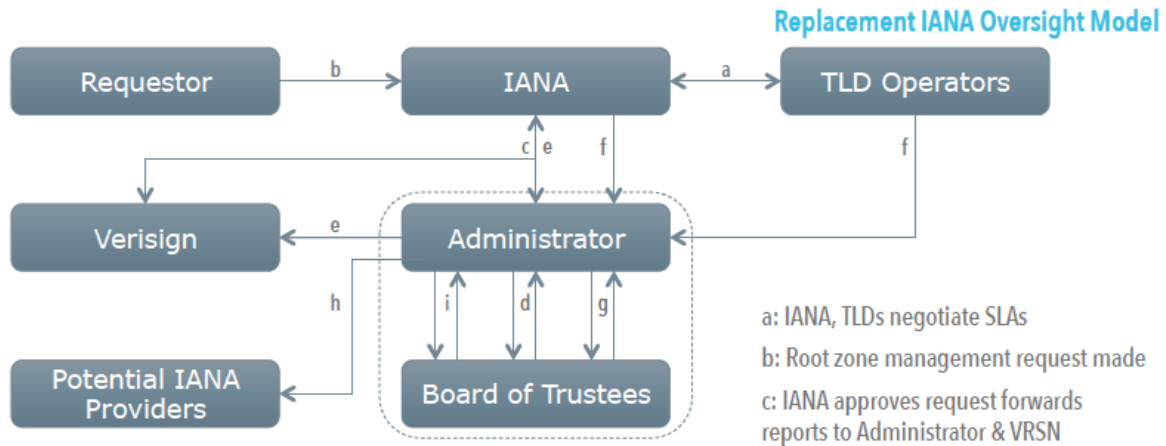 Replacement IANA Oversight Model
Requestor
b
IANA
a
TLD Operators
c
e
f
f
Verisign
e
Administrator
h
i
d
g
Potential IANA
Providers
Board of Trustees
a: IANA, TLDs negotiate SLAs
b: Root zone management request made
c: IANA approves request forwards
reports to Administrator & VRSN